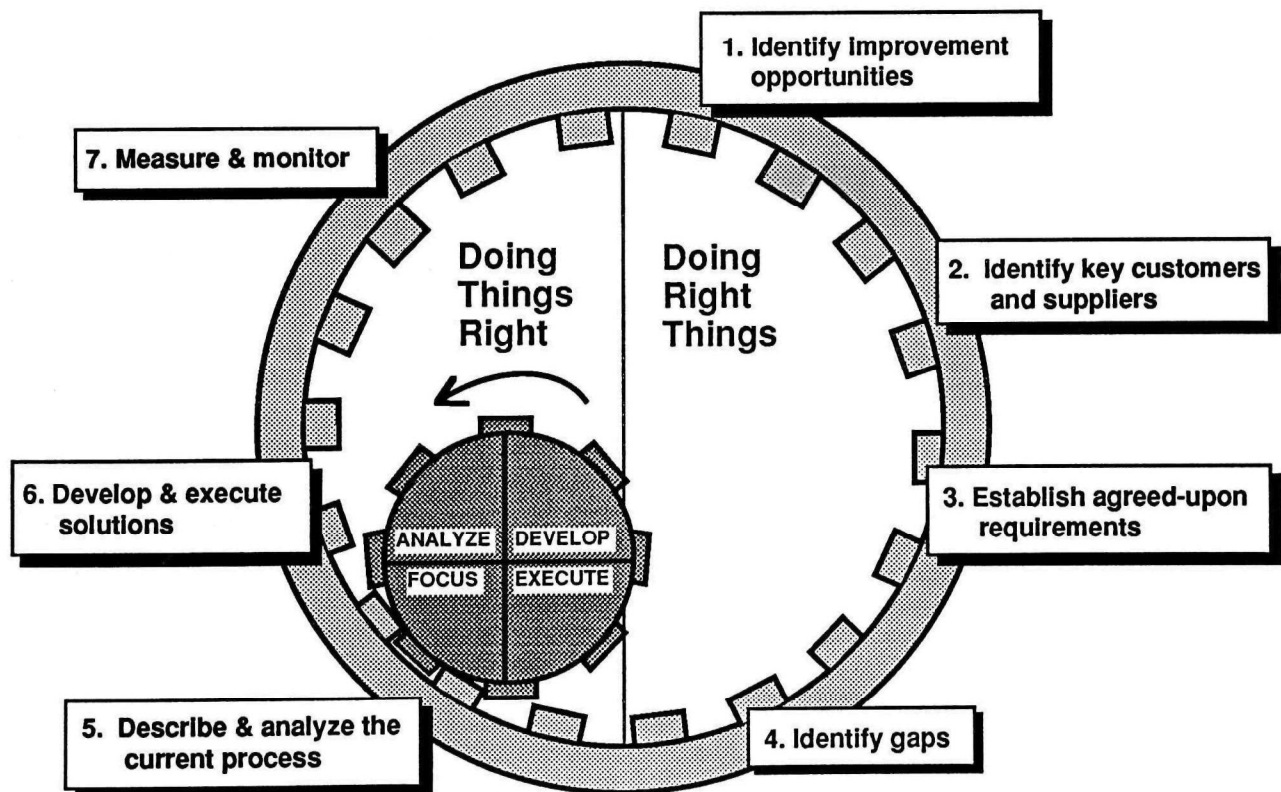 1. Identify improvement
opportunities
7. Measure & monitor
Doing
Things
Right
Doing
Right
Things
2. Identify key customers
and suppliers
6. Develop & execute
solutions
3. Establish agreed-upon
requirements
ANALYZE DEVELOP
FOCUS EXECUTE
5. Describe & analyze the
current process
4. Identify gaps